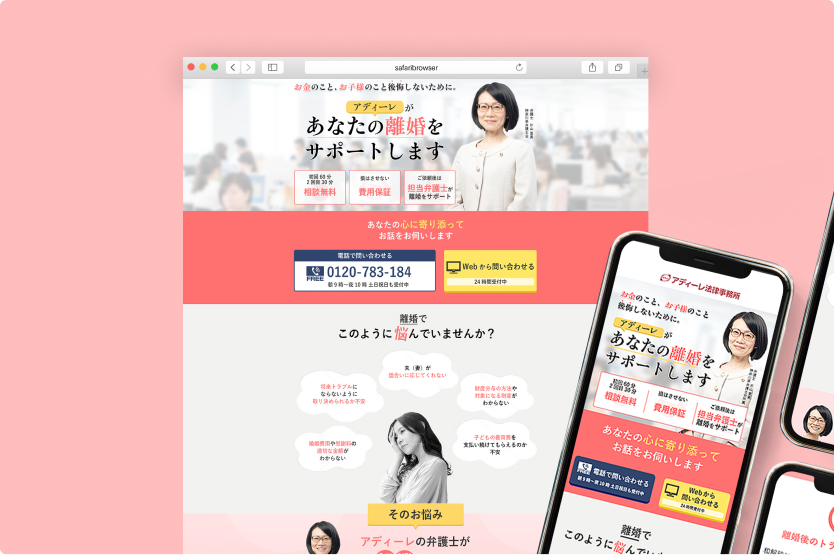 safaribrowser
お金のこと、お子様のこと後悔しないために。
アディーレが
あなたの離婚を
サポートします
初回60分
2回目30分
相談無料
損はさせない
費用保証
ご依頼後は
担当弁護士が
離婚をサポート
あなたの心に寄り添って
お話をお伺いします
電話で問い合わせる
FREE
0120-783-184
朝9時〜夜10時 土日祝日も受付中
Webから問い合わせる
24時間受付中
離婚で
このように悩んでいませんか？
夫（妻）が
話合いに応じてくれない
将来トラブルに
ならないように
取り決められるか不安
財産分与の方法や
対象になる財産が
わからない
婚姻費用や慰謝料の
適切な金額が
わからない
子どもの養育費を
支払い続けてもらえるのか
不安
そのお悩み
アディーレの弁護士が
アディーレ法律事務所
お金のこと、お子様のこと
後悔しないために。
アディーレが
あなたの離婚を
サポートします
初回60分
2回目30分
相談無料
損はさせない
費用保証
ご依頼後は
担当弁護士が
離婚をサポート
あなたの心に寄り添って
お話をお伺いします
FREE
電話で問い合わせる
朝9時〜夜10時 土日祝日も受付中
Webから
問い合わせる
24時間受付中
離婚で
このように悩んで
離婚後のトラ